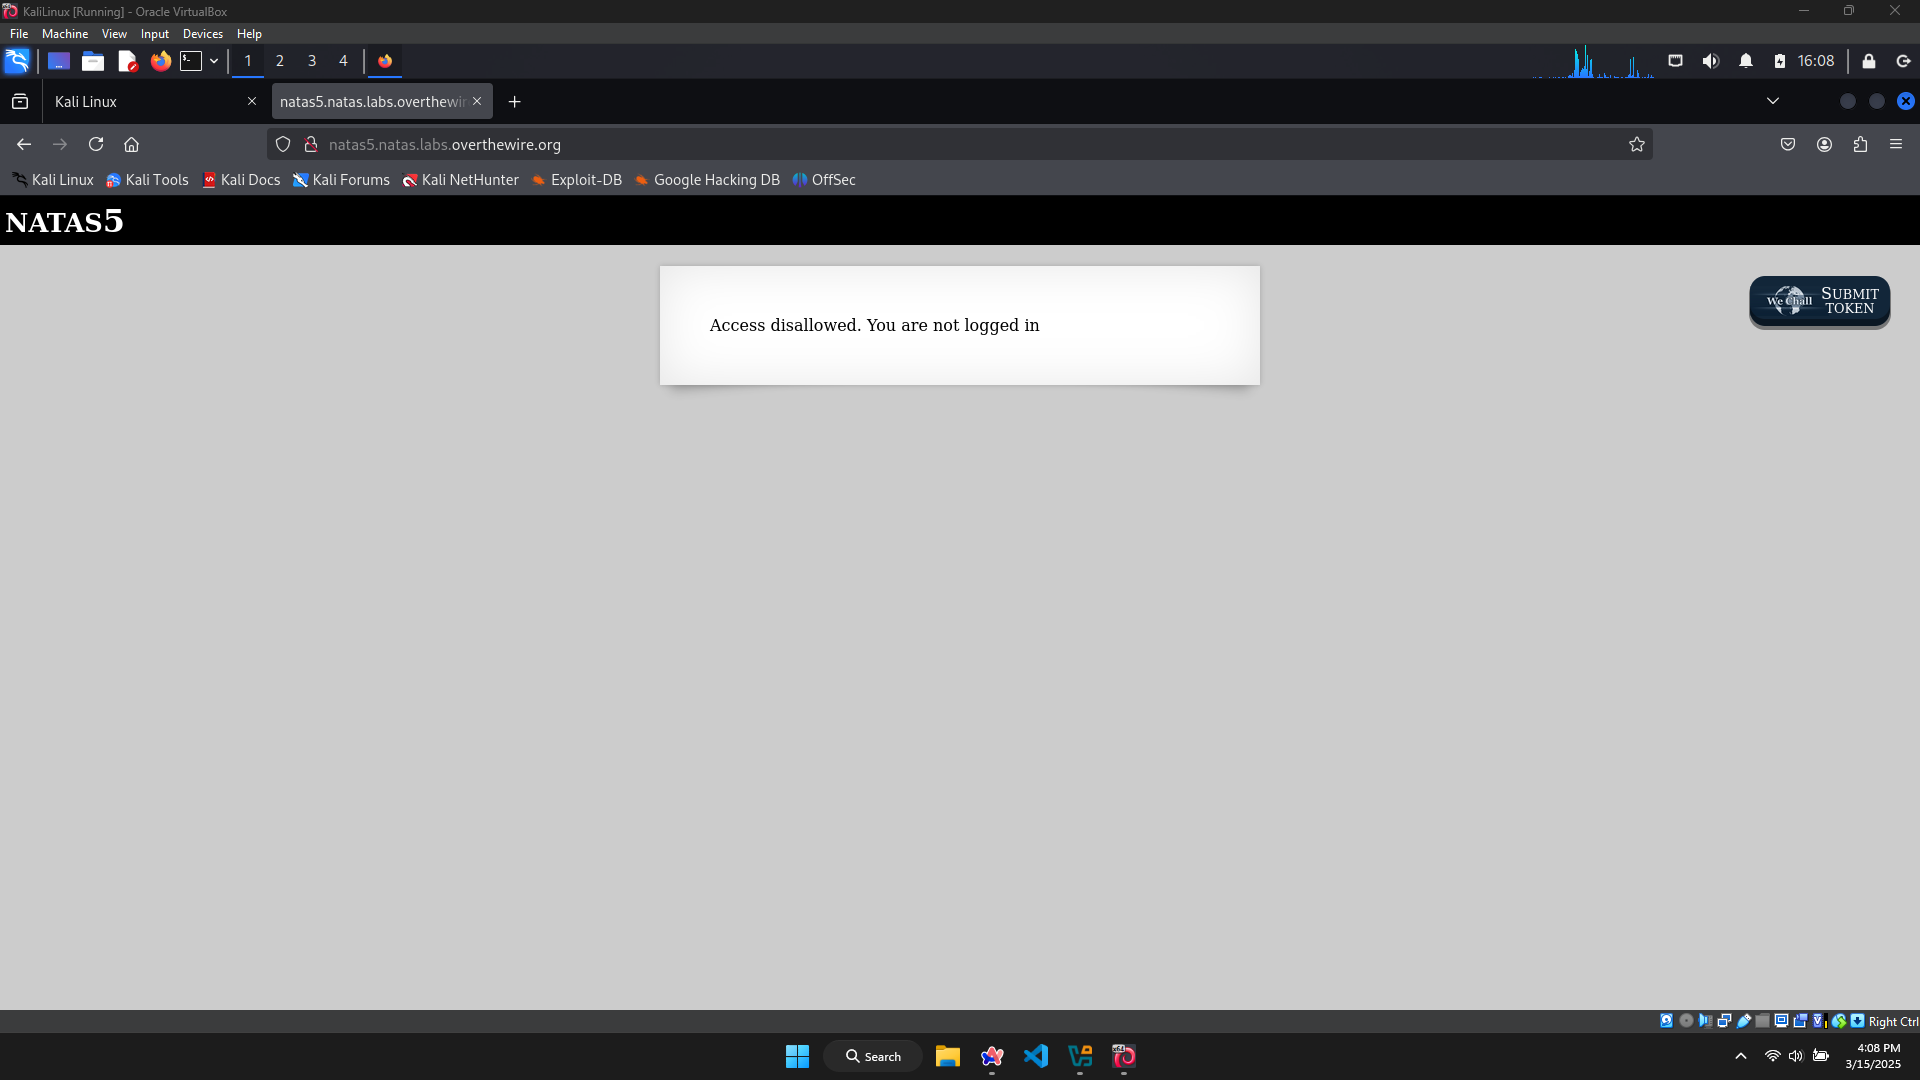 KaliLinux [Running] - Oracle VirtualBox
File Machine View Input Devices Help
1 2 3 4 16:08
Kali Linux natas5.natas.labs.overthewir
natas5.natas.labs.overthewire.org
Kali Linux Kali Tools Kali Docs Kali Forums Kali NetHunter Exploit-DB Google Hacking DB OffSec
NATAS5
Access disallowed. You are not logged in
We Chall SUBMIT
TOKEN
Right Ctrl
Search
4:08 PM
3/15/2025